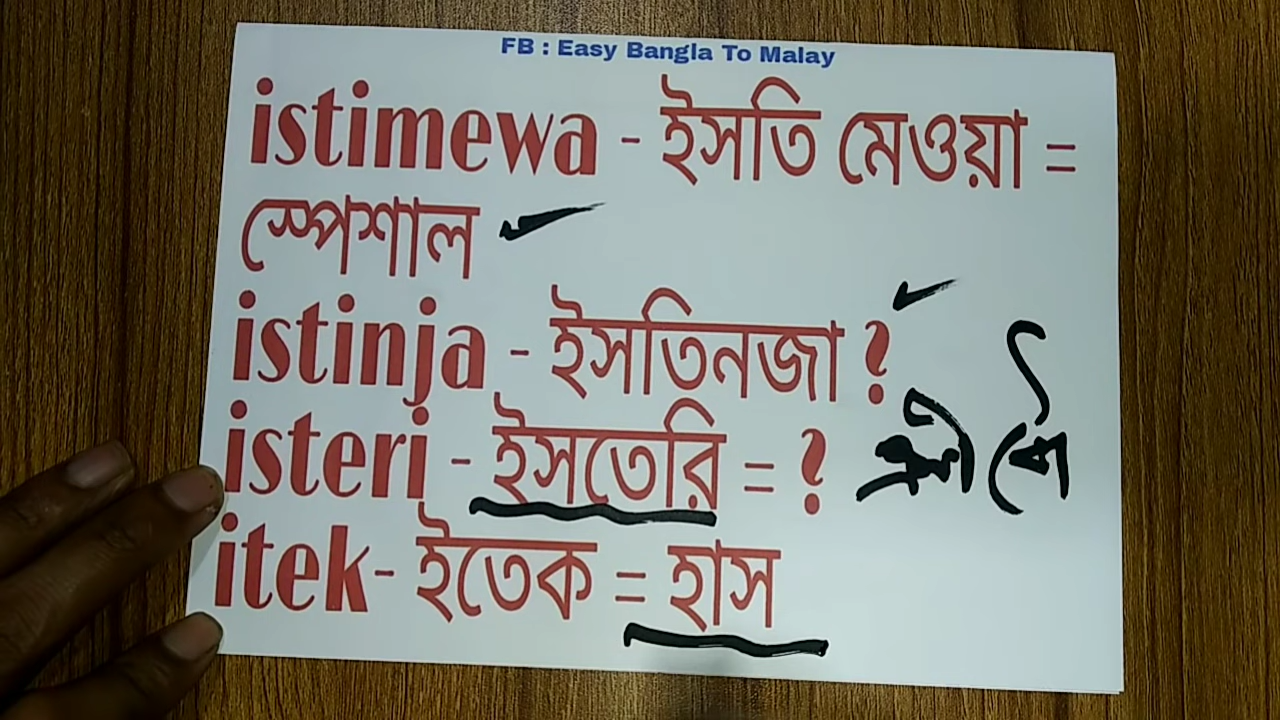 FB : Easy Bangla To Malay
istimewa - ইসতি মেওয়া =
স্পেশাল
istinja - ইসতিনজা ?
isteri - ইসতেরি = ?
itek- ইতেক = হাস